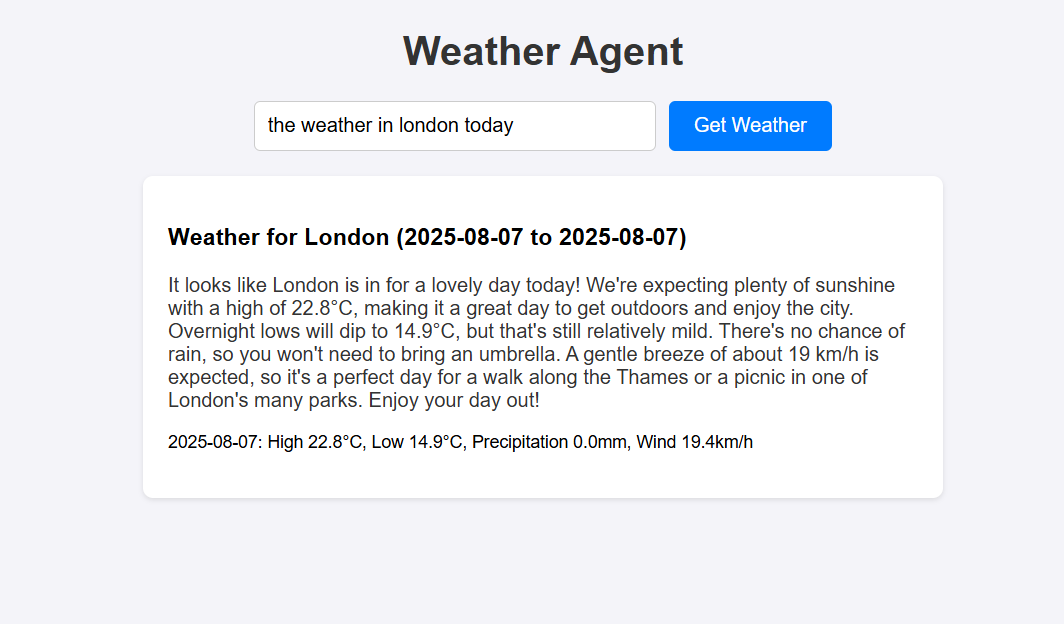 Weather Agent
the weather in london today
Get Weather
Weather for London (2025-08-07 to 2025-08-07)
It looks like London is in for a lovely day today! We're expecting plenty of sunshine
with a high of 22.8°C, making it a great day to get outdoors and enjoy the city.
Overnight lows will dip to 14.9°C, but that's still relatively mild. There's no chance of
rain, so you won't need to bring an umbrella. A gentle breeze of about 19 km/h is
expected, so it's a perfect day for a walk along the Thames or a picnic in one of
London's many parks. Enjoy your day out!
2025-08-07: High 22.8°C, Low 14.9°C, Precipitation 0.0mm, Wind 19.4km/h